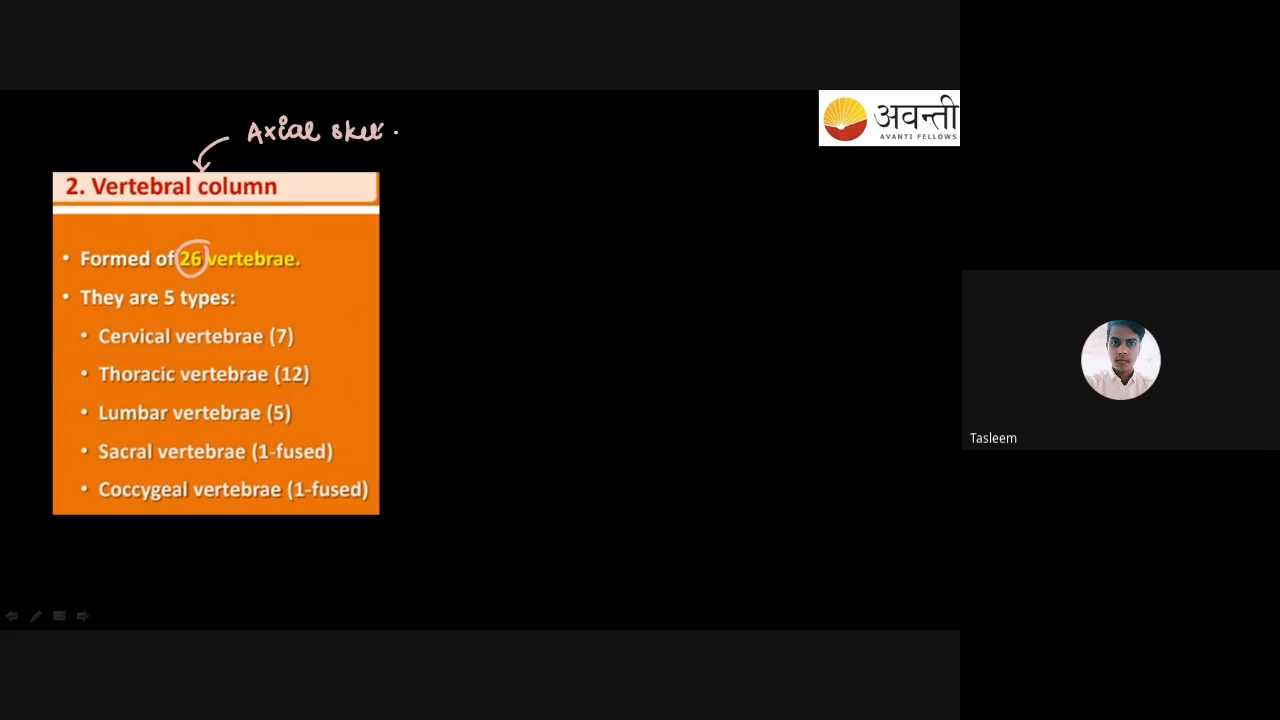 Axial skel.
अवन्ती
AVANTI FELLOWS
2. Vertebral column
• Formed of 26 vertebrae.
• They are 5 types:
• Cervical vertebrae (7)
• Thoracic vertebrae (12)
• Lumbar vertebrae (5)
• Sacral vertebrae (1-fused)
• Coccygeal vertebrae (1-fused)
Tasleem